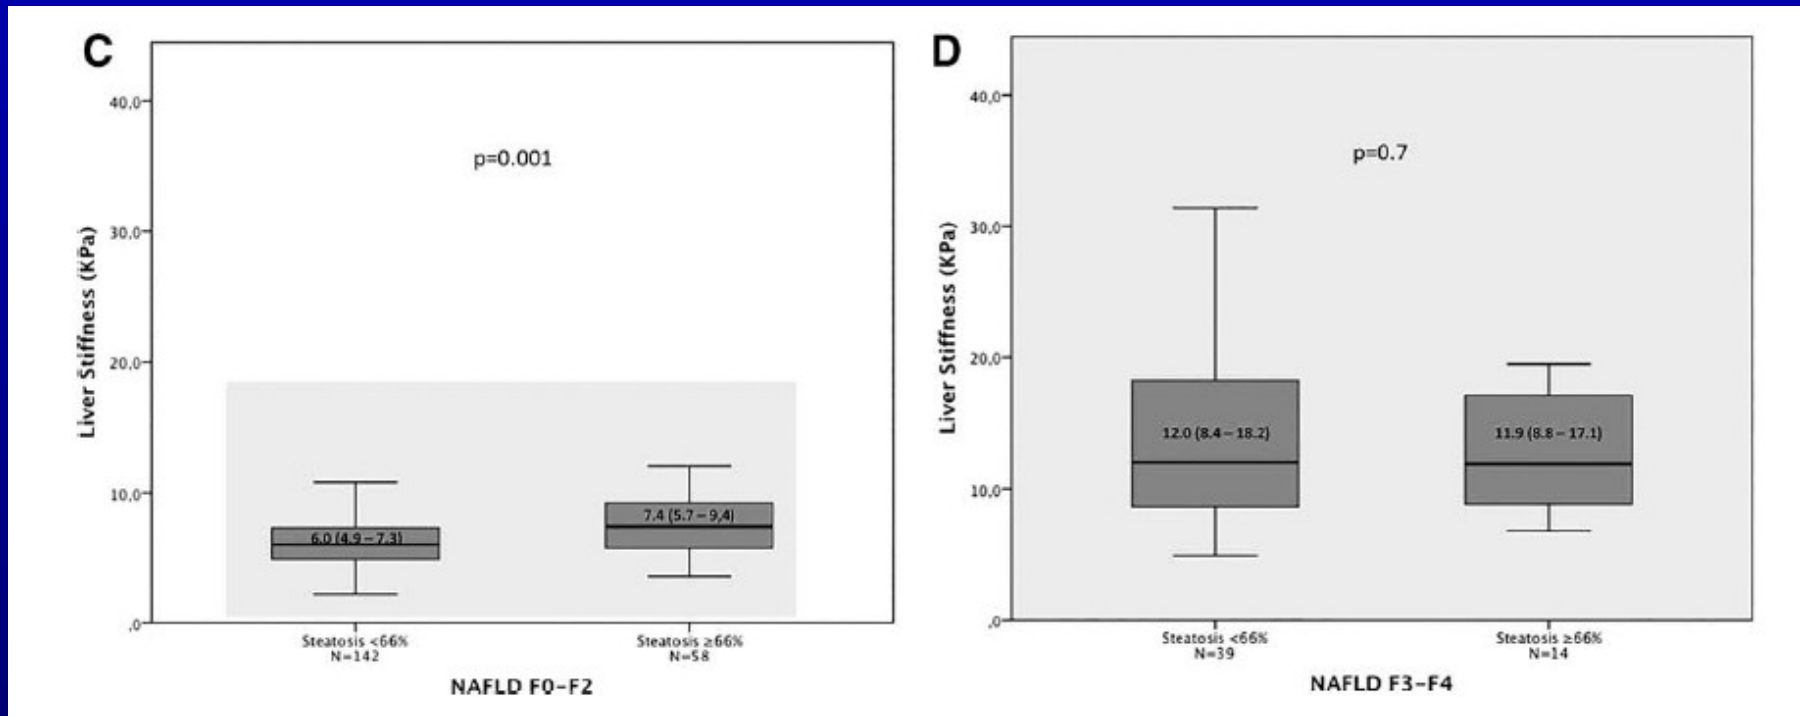 C
p=0.001
Liver Stiffness (KPa)
40,0
30,0
20,0
10,0
,0
6.0 (4.9 – 7.3)
7.4 (5.7 – 9,4)
Steatosis <66%
N=142
Steatosis ≥66%
N=58
NAFLD F0-F2
D
p=0.7
Liver Stiffness (KPa)
40,0
30,0
20,0
10,0
,0
12.0 (8.4 – 18.2)
11.9 (8.8 – 17.1)
Steatosis <66%
N=39
Steatosis ≥66%
N=14
NAFLD F3-F4